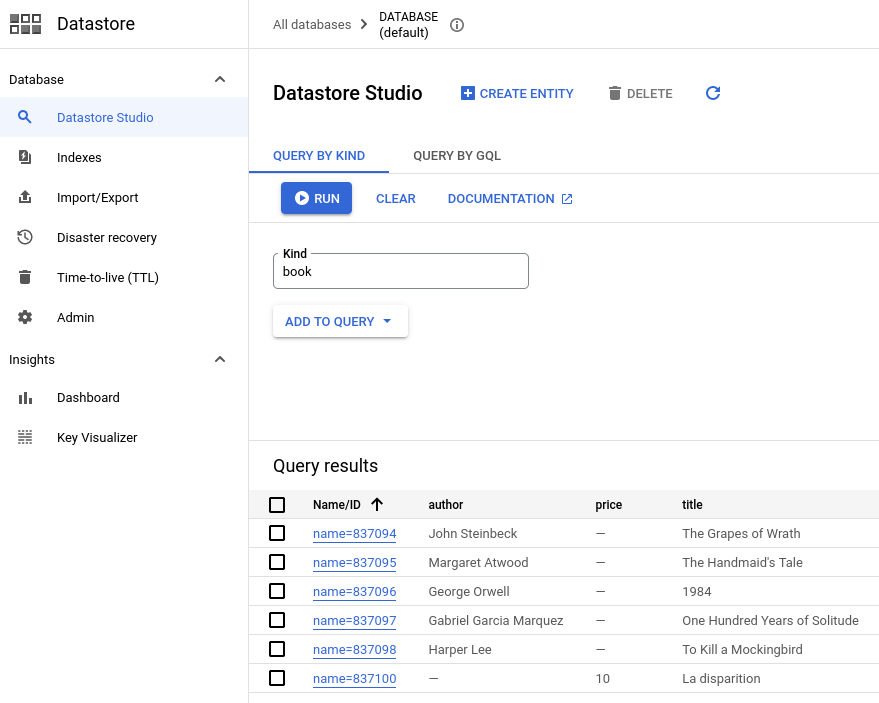 Datastore
All databases
DATABASE
(default)
Database
Datastore Studio
Indexes
Import/Export
Disaster recovery
Time-to-live (TTL)
Admin
Insights
Dashboard
Key Visualizer
Datastore Studio
CREATE ENTITY
DELETE
QUERY BY KIND
QUERY BY GQL
RUN
CLEAR
DOCUMENTATION
Kind
book
ADD TO QUERY
Query results
Name/ID author price title
name=837094 John Steinbeck — The Grapes of Wrath
name=837095 Margaret Atwood — The Handmaid's Tale
name=837096 George Orwell — 1984
name=837097 Gabriel Garcia Marquez — One Hundred Years of Solitude
name=837098 Harper Lee — To Kill a Mockingbird
name=837100 — 10 La disparition